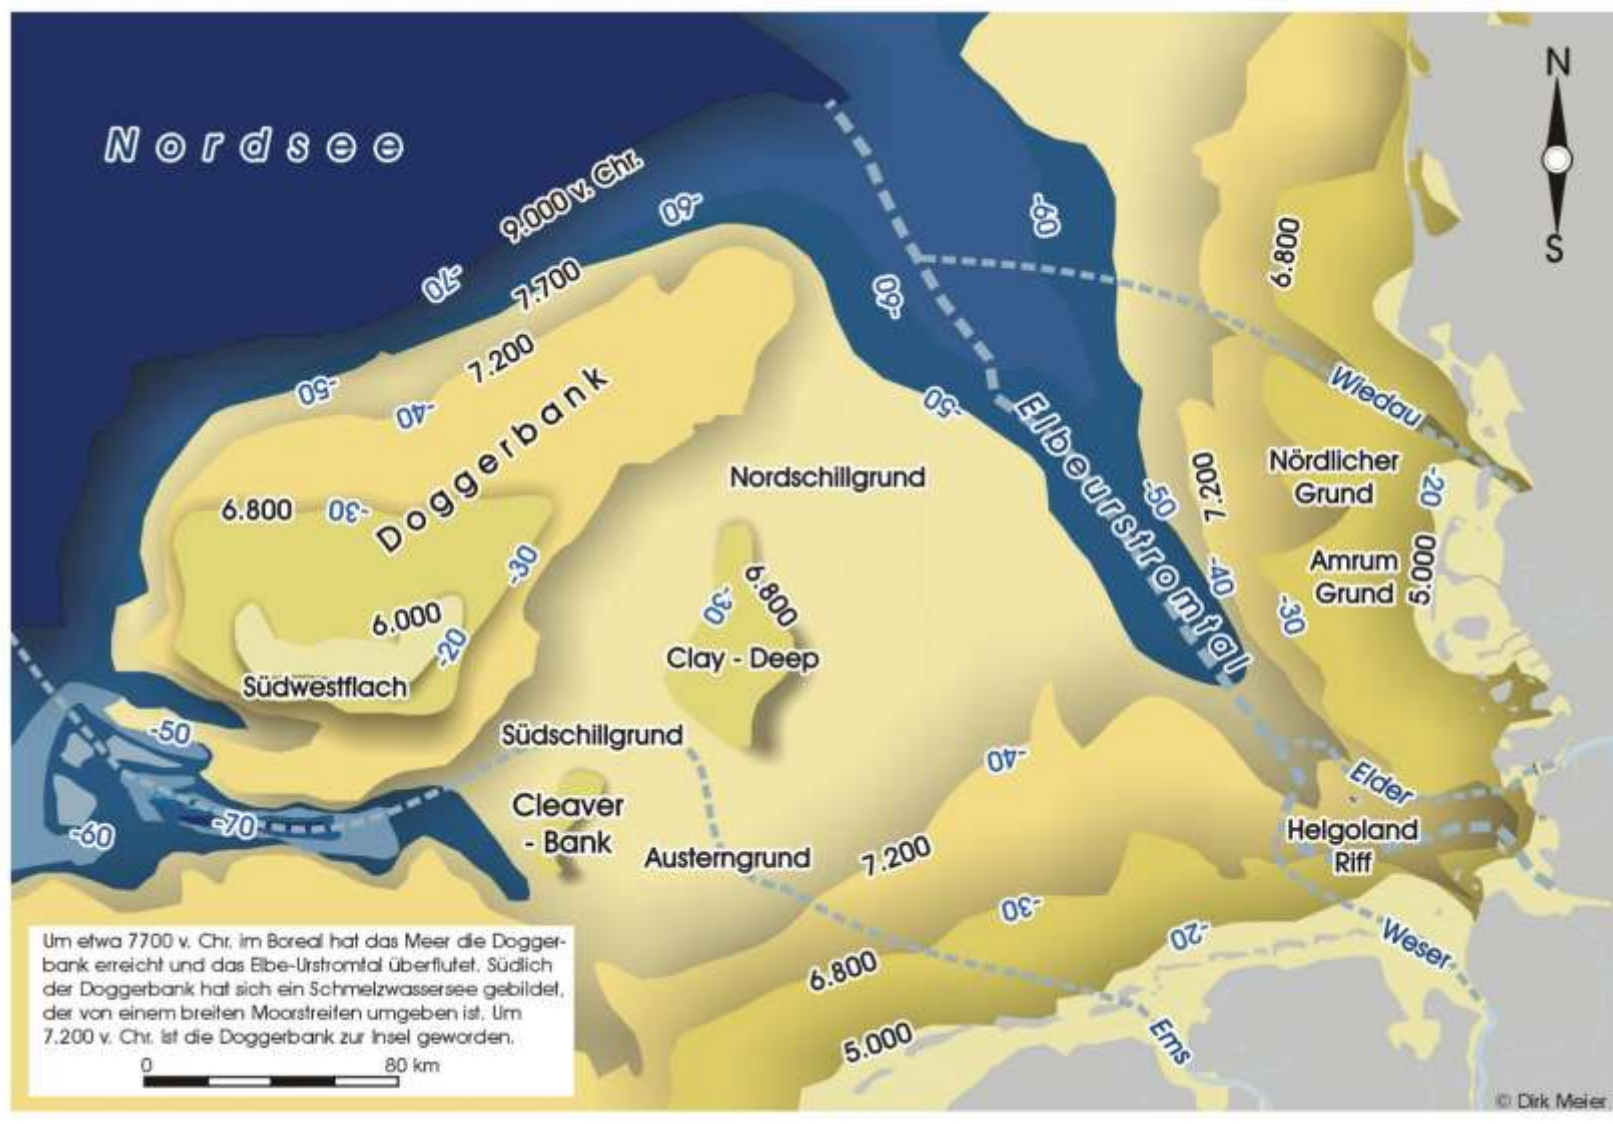 N
S
Nordsee
9.000 v. Chr.
-60
-60
-70
7.700
6.800
-60
7.200
-50
-40
-50
Wiedau
Doggerbank
Elbeurstromtal
Nordschillgrund
Nördlicher
Grund
-20
7.200
-50
6.800
-30
-30
Amrum
Grund
5.000
-40
6.800
-30
-30
6.000
-20
Clay - Deep
Südwestflach
-50
Südschillgrund
-40
Elder
Cleaver
- Bank
-70
-60
Helgoland
Riff
Austerngrund
7.200
-30
-20
Weser
6.800
5.000
Ems
Um etwa 7700 v. Chr. im Boreal hat das Meer die Dogger-
bank erreicht und das Elbe-Urstromtal überflutet. Südlich
der Doggerbank hat sich ein Schmelzwassersee gebildet,
der von einem breiten Moorstreifen umgeben ist. Um
7.200 v. Chr. ist die Doggerbank zur Insel geworden.
0 80 km
© Dirk Meier